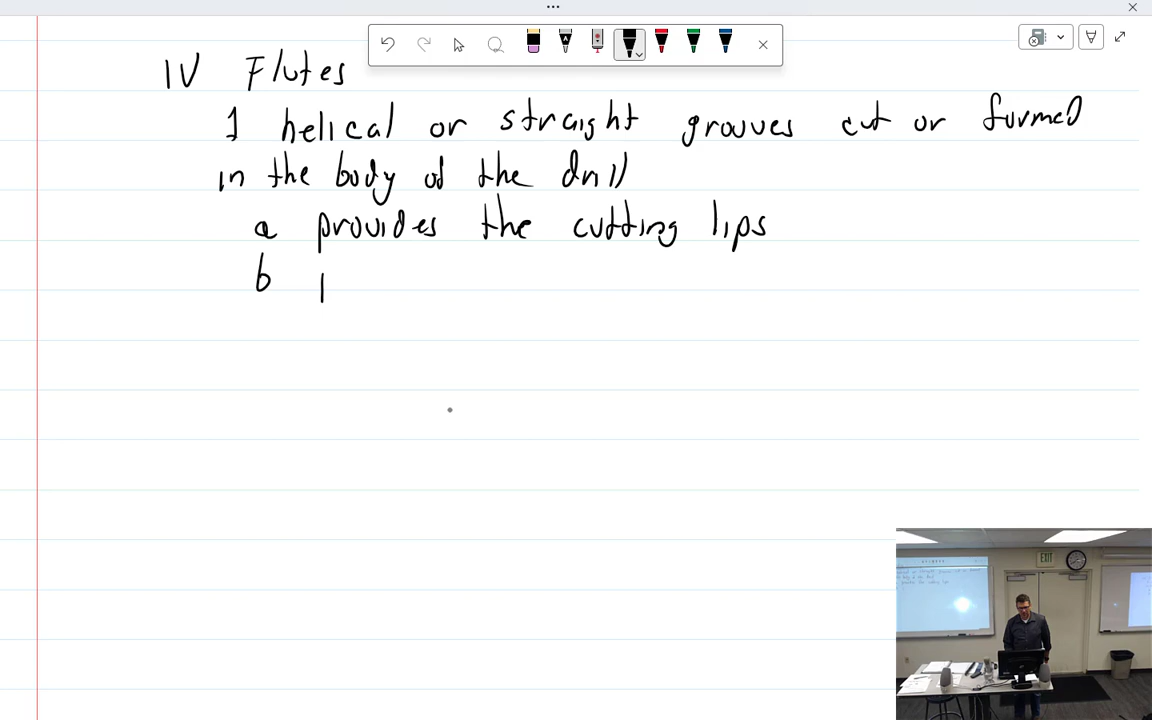 IV Flutes
1 helical or straight grooves cut or formed
in the body of the drill
a provides the cutting lips
b
EXIT